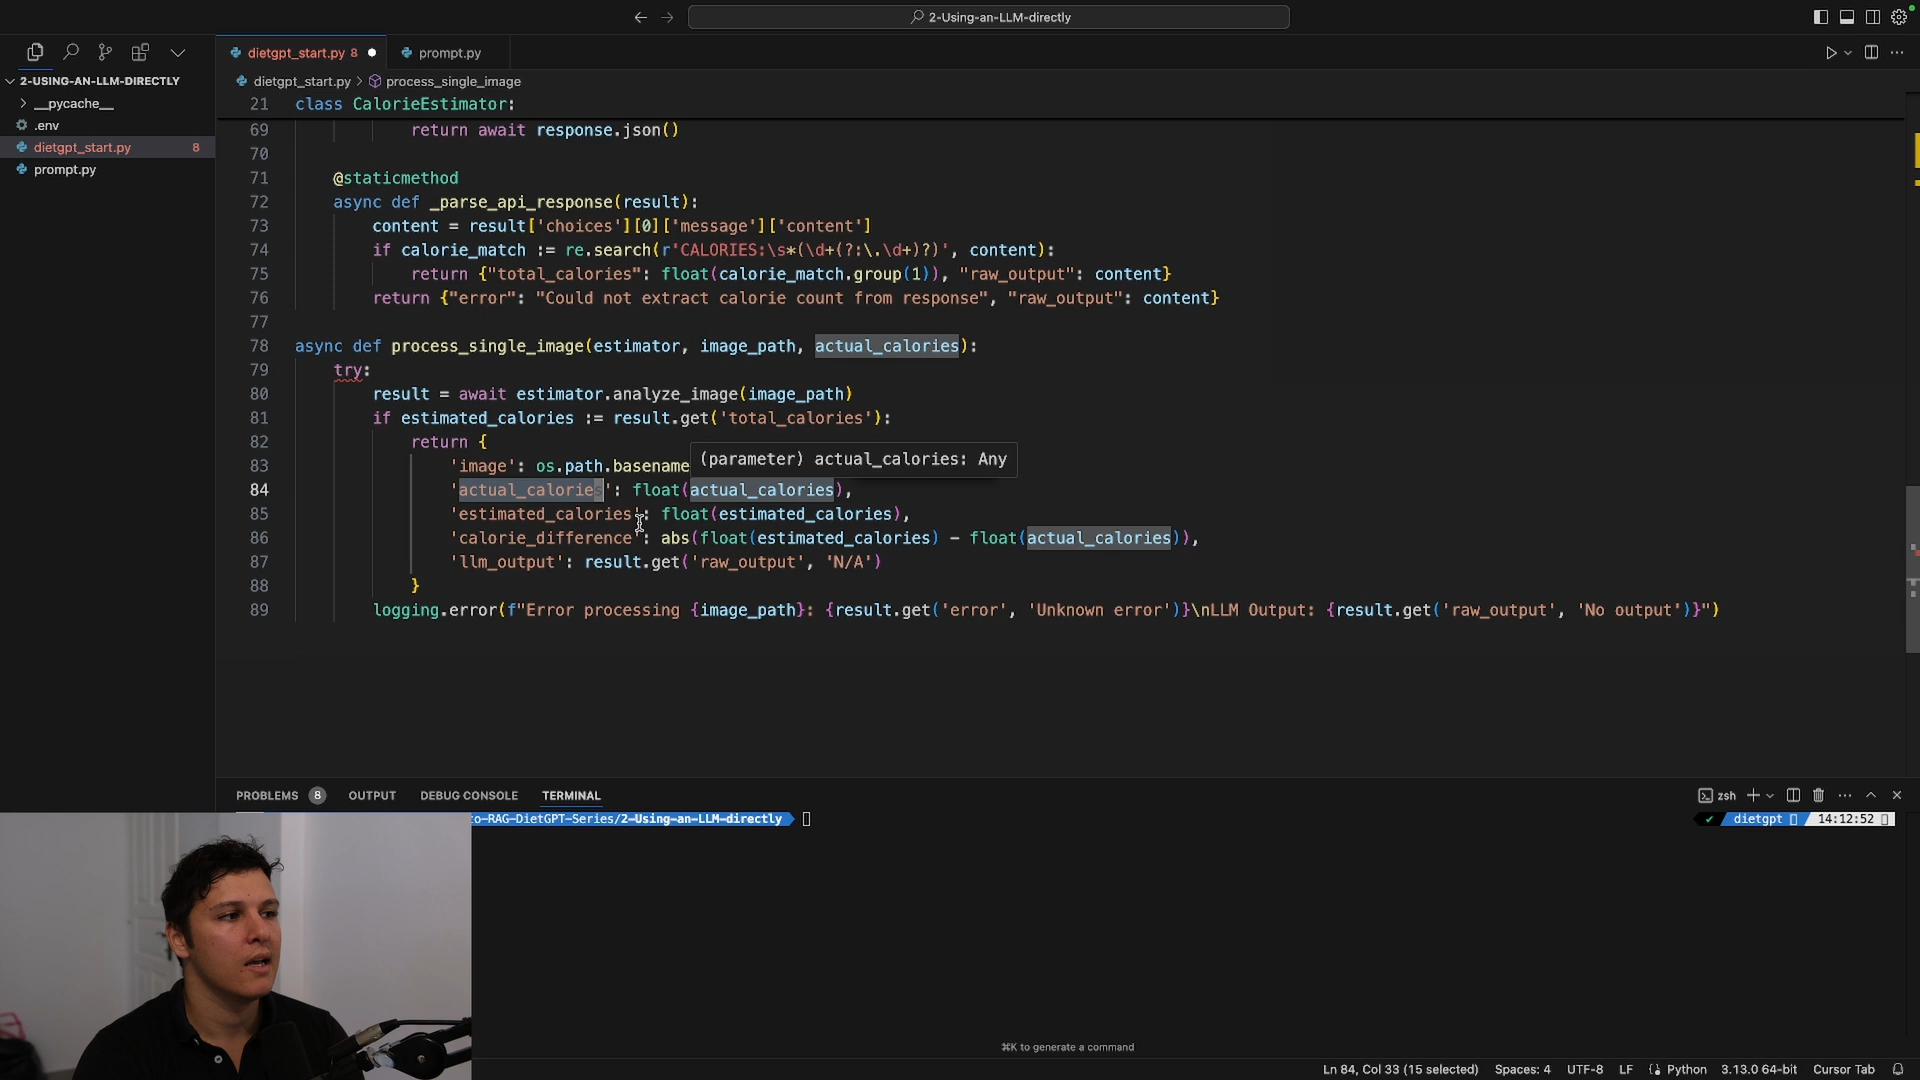 2-Using-an-LLM-directly
dietgpt_start.py 8
prompt.py
2-USING-AN-LLM-DIRECTLY
__pycache__
.env
dietgpt_start.py 8
prompt.py
dietgpt_start.py > process_single_image
21 class CalorieEstimator:
69 return await response.json()
70
71 @staticmethod
72 async def _parse_api_response(result):
73 content = result['choices'][0]['message']['content']
74 if calorie_match := re.search(r'CALORIES:\s*(\d+(?:\.\d+)?)', content):
75 return {"total_calories": float(calorie_match.group(1)), "raw_output": content}
76 return {"error": "Could not extract calorie count from response", "raw_output": content}
77
78 async def process_single_image(estimator, image_path, actual_calories):
79 try:
80 result = await estimator.analyze_image(image_path)
81 if estimated_calories := result.get('total_calories'):
82 return {
83 'image': os.path.basename
(parameter) actual_calories: Any
84 'actual_calories': float(actual_calories),
85 'estimated_calories': float(estimated_calories),
86 'calorie_difference': abs(float(estimated_calories) - float(actual_calories)),
87 'llm_output': result.get('raw_output', 'N/A')
88 }
89 logging.error(f"Error processing {image_path}: {result.get('error', 'Unknown error')}\nLLM Output: {result.get('raw_output', 'No output')}")
PROBLEMS 8 OUTPUT DEBUG CONSOLE TERMINAL
zsh
to-RAG-DietGPT-Series/2-Using-an-LLM-directly
dietgpt 14:12:52
⌘K to generate a command
Ln 84, Col 33 (15 selected) Spaces: 4 UTF-8 LF Python 3.13.0 64-bit Cursor Tab